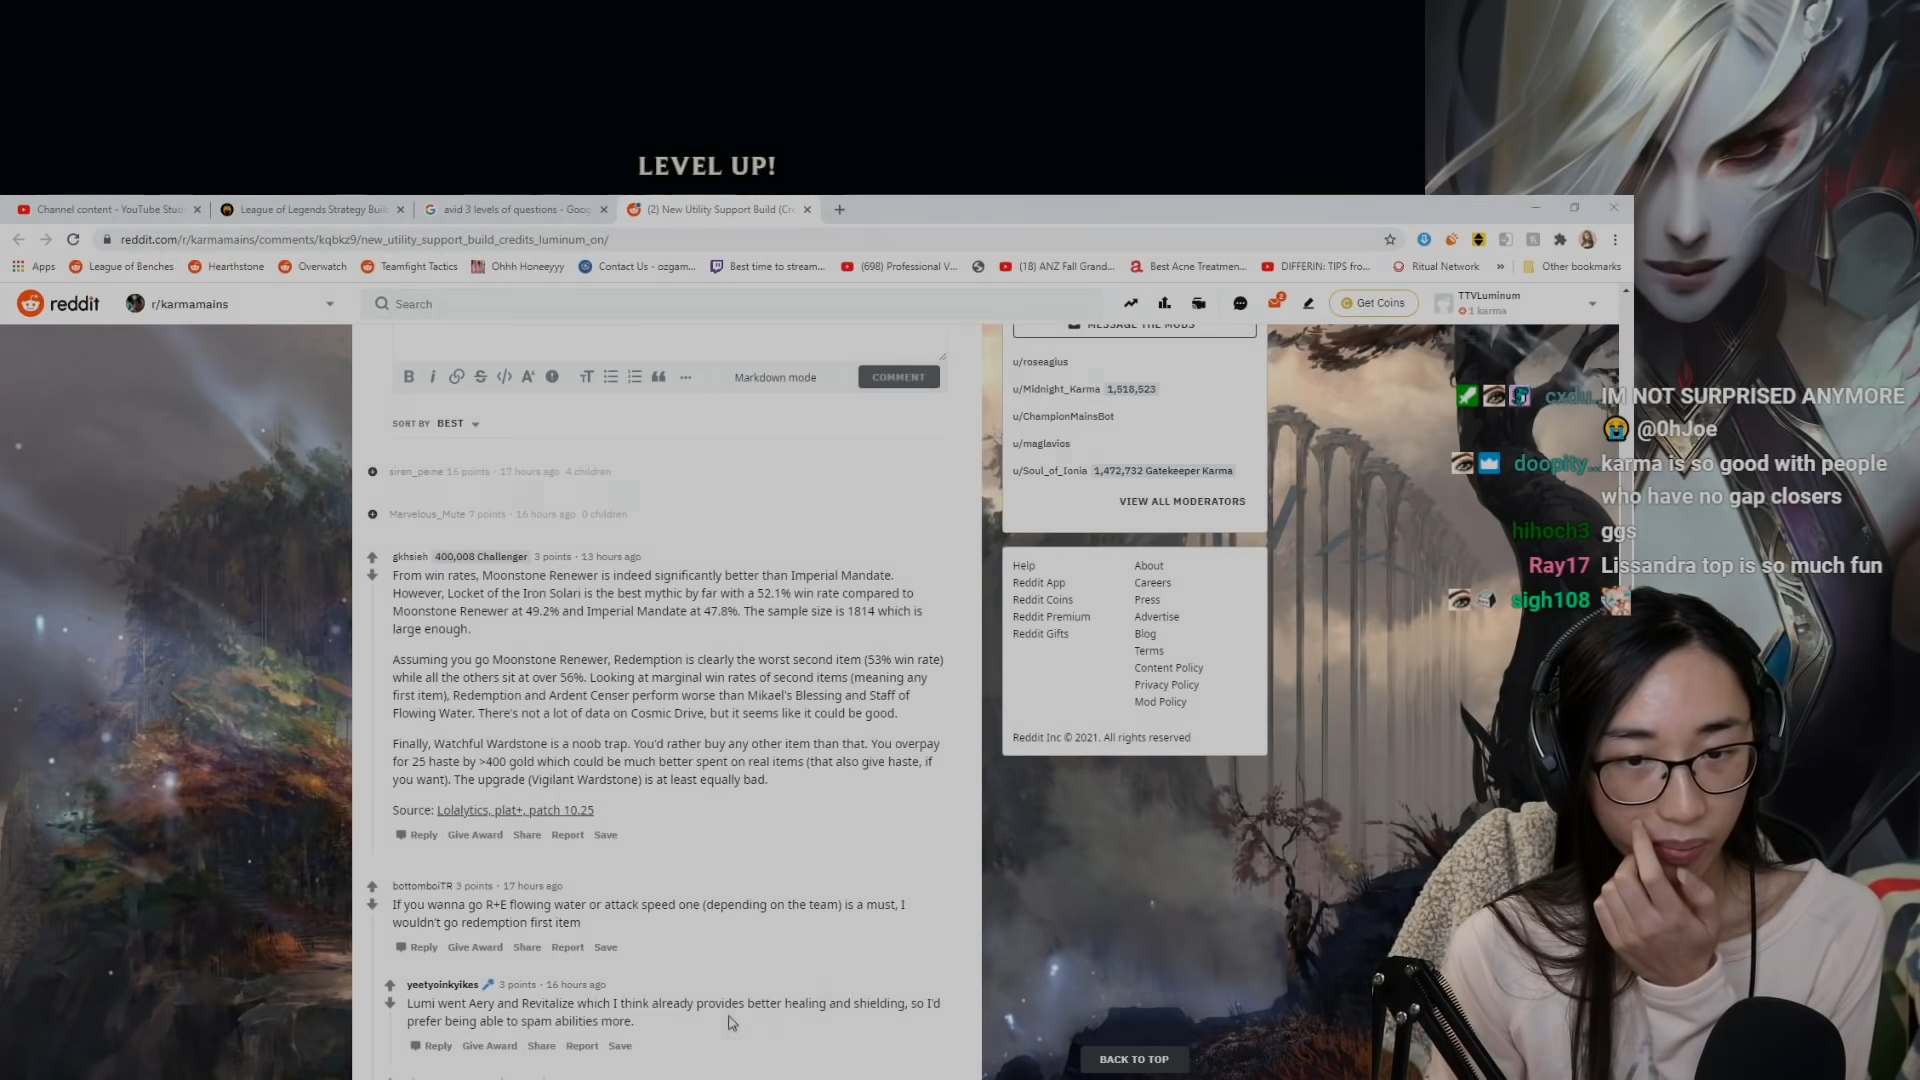 LEVEL UP!
Channel content - YouTube Stu
League of Legends Strategy Buil
avid 3 levels of questions - Goog
(2) New Utility Support Build (Cr
reddit.com/r/karmamains/comments/kqbkz9/new_utility_support_build_credits_luminum_on/
Apps
League of Benches
Hearthstone
Overwatch
Teamfight Tactics
Ohhh Honeeyyy
Contact Us - ozgam...
Best time to stream...
(698) Professional V...
(18) ANZ Fall Grand...
Best Acne Treatmen...
DIFFERIN: TIPS fro...
Ritual Network
»
Other bookmarks
reddit
r/karmamains
Search
Get Coins
TTVLuminum
1 karma
MESSAGE THE MODS
Markdown mode
COMMENT
SORT BY BEST
siren_peine 16 points · 17 hours ago 4 children
Marvelous_Mute 7 points · 16 hours ago 0 children
gkhsieh 400,008 Challenger 3 points · 13 hours ago
From win rates, Moonstone Renewer is indeed significantly better than Imperial Mandate.
However, Locket of the Iron Solari is the best mythic by far with a 52.1% win rate compared to
Moonstone Renewer at 49.2% and Imperial Mandate at 47.8%. The sample size is 1814 which is
large enough.
Assuming you go Moonstone Renewer, Redemption is clearly the worst second item (53% win rate)
while all the others sit at over 56%. Looking at marginal win rates of second items (meaning any
first item), Redemption and Ardent Censer perform worse than Mikael's Blessing and Staff of
Flowing Water. There's not a lot of data on Cosmic Drive, but it seems like it could be good.
Finally, Watchful Wardstone is a noob trap. You'd rather buy any other item than that. You overpay
for 25 haste by >400 gold which could be much better spent on real items (that also give haste, if
you want). The upgrade (Vigilant Wardstone) is at least equally bad.
Source: Lolalytics, plat+, patch 10.25
Reply Give Award Share Report Save
bottomboiTR 3 points · 17 hours ago
If you wanna go R+E flowing water or attack speed one (depending on the team) is a must, I
wouldn't go redemption first item
Reply Give Award Share Report Save
yeetyoinkyikes 3 points · 16 hours ago
Lumi went Aery and Revitalize which I think already provides better healing and shielding, so I'd
prefer being able to spam abilities more.
Reply Give Award Share Report Save
u/roseagius
u/Midnight_Karma 1,518,523
u/ChampionMainsBot
u/maglavios
u/Soul_of_Ionia 1,472,732 Gatekeeper Karma
VIEW ALL MODERATORS
Help About
Reddit App Careers
Reddit Coins Press
Reddit Premium Advertise
Reddit Gifts Blog
Terms
Content Policy
Privacy Policy
Mod Policy
Reddit Inc © 2021. All rights reserved
BACK TO TOP
cxdu... IM NOT SURPRISED ANYMORE
@0hJoe
doopity... karma is so good with people
who have no gap closers
hihoch3 ggs
Ray17 Lissandra top is so much fun
sigh108